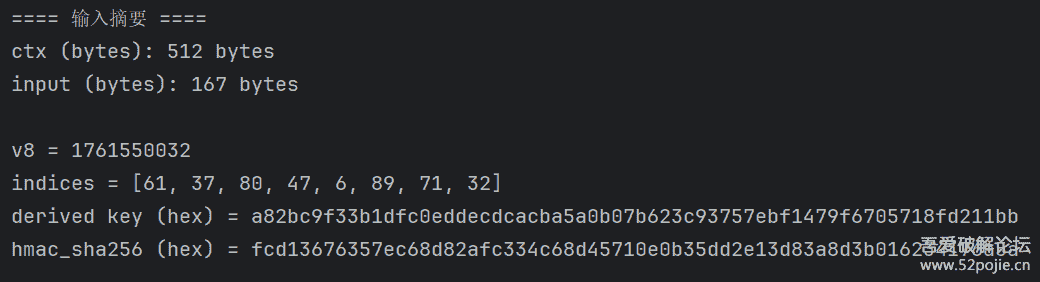 ==== 输入摘要 ====
ctx (bytes): 512 bytes
input (bytes): 167 bytes
v8 = 1761550032
indices = [61, 37, 80, 47, 6, 89, 71, 32]
derived key (hex) = a82bc9f33b1dfc0eddecdcacba5a0b07b623c93757ebf1479f6705718fd211bb
hmac_sha256 (hex) =
吾爱破解论坛
www.52pojie.cn